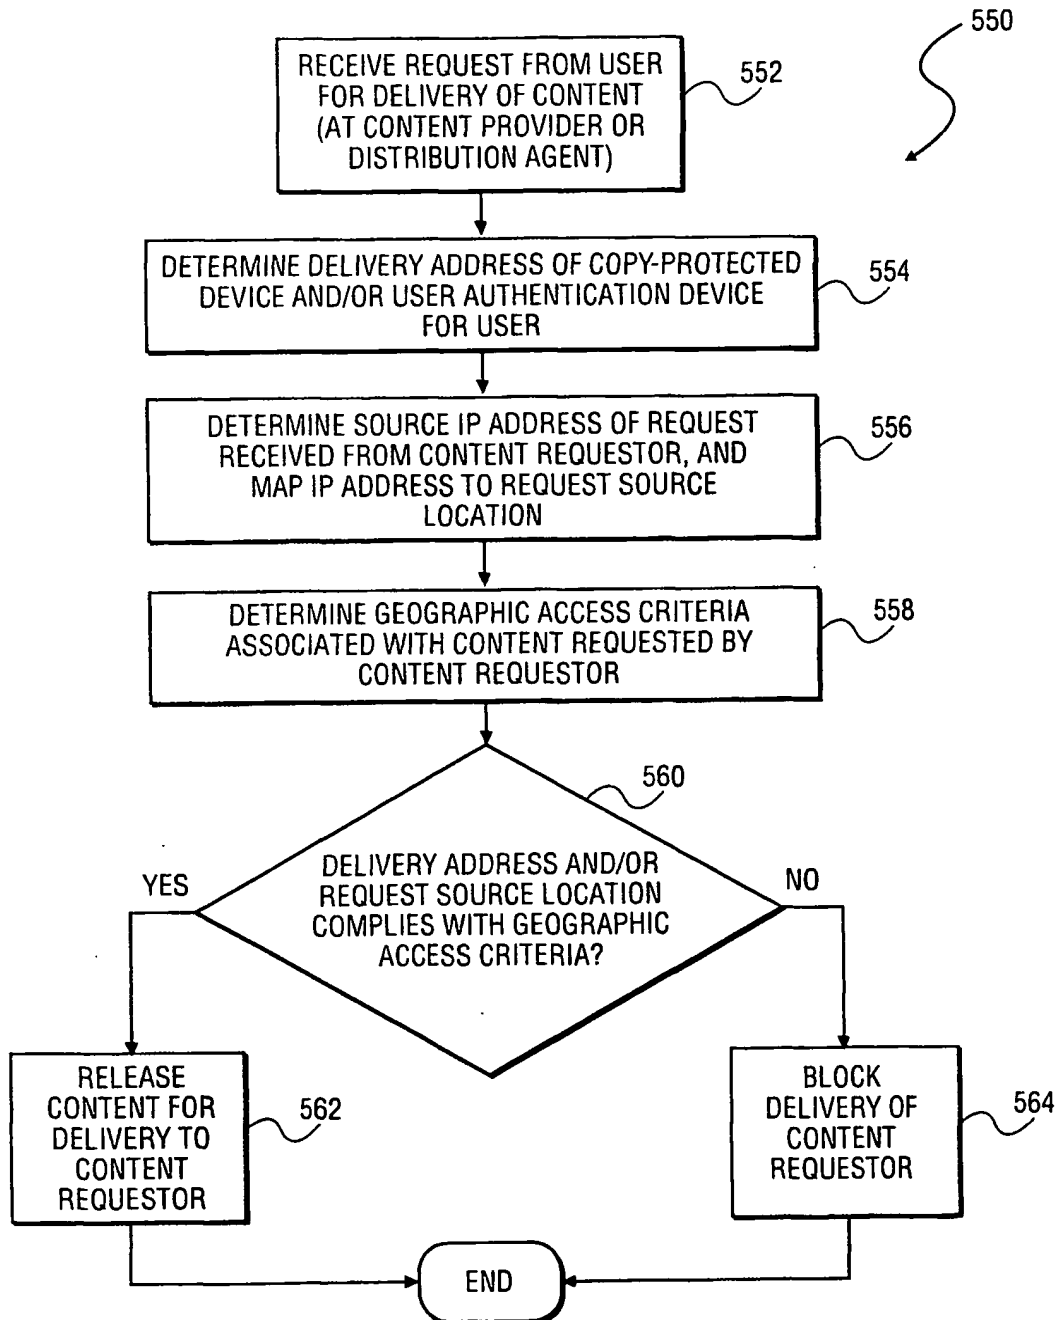 550
RECEIVE REQUEST FROM USER
FOR DELIVERY OF CONTENT
(AT CONTENT PROVIDER OR
DISTRIBUTION AGENT)
552
DETERMINE DELIVERY ADDRESS OF COPY-PROTECTED
DEVICE AND/OR USER AUTHENTICATION DEVICE
FOR USER
554
DETERMINE SOURCE IP ADDRESS OF REQUEST
RECEIVED FROM CONTENT REQUESTOR, AND
MAP IP ADDRESS TO REQUEST SOURCE
LOCATION
556
DETERMINE GEOGRAPHIC ACCESS CRITERIA
ASSOCIATED WITH CONTENT REQUESTED BY
CONTENT REQUESTOR
558
560
DELIVERY ADDRESS AND/OR
REQUEST SOURCE LOCATION
COMPLIES WITH GEOGRAPHIC
ACCESS CRITERIA?
YES
NO
RELEASE
CONTENT FOR
DELIVERY TO
CONTENT
REQUESTOR
562
BLOCK
DELIVERY OF
CONTENT
REQUESTOR
564
END